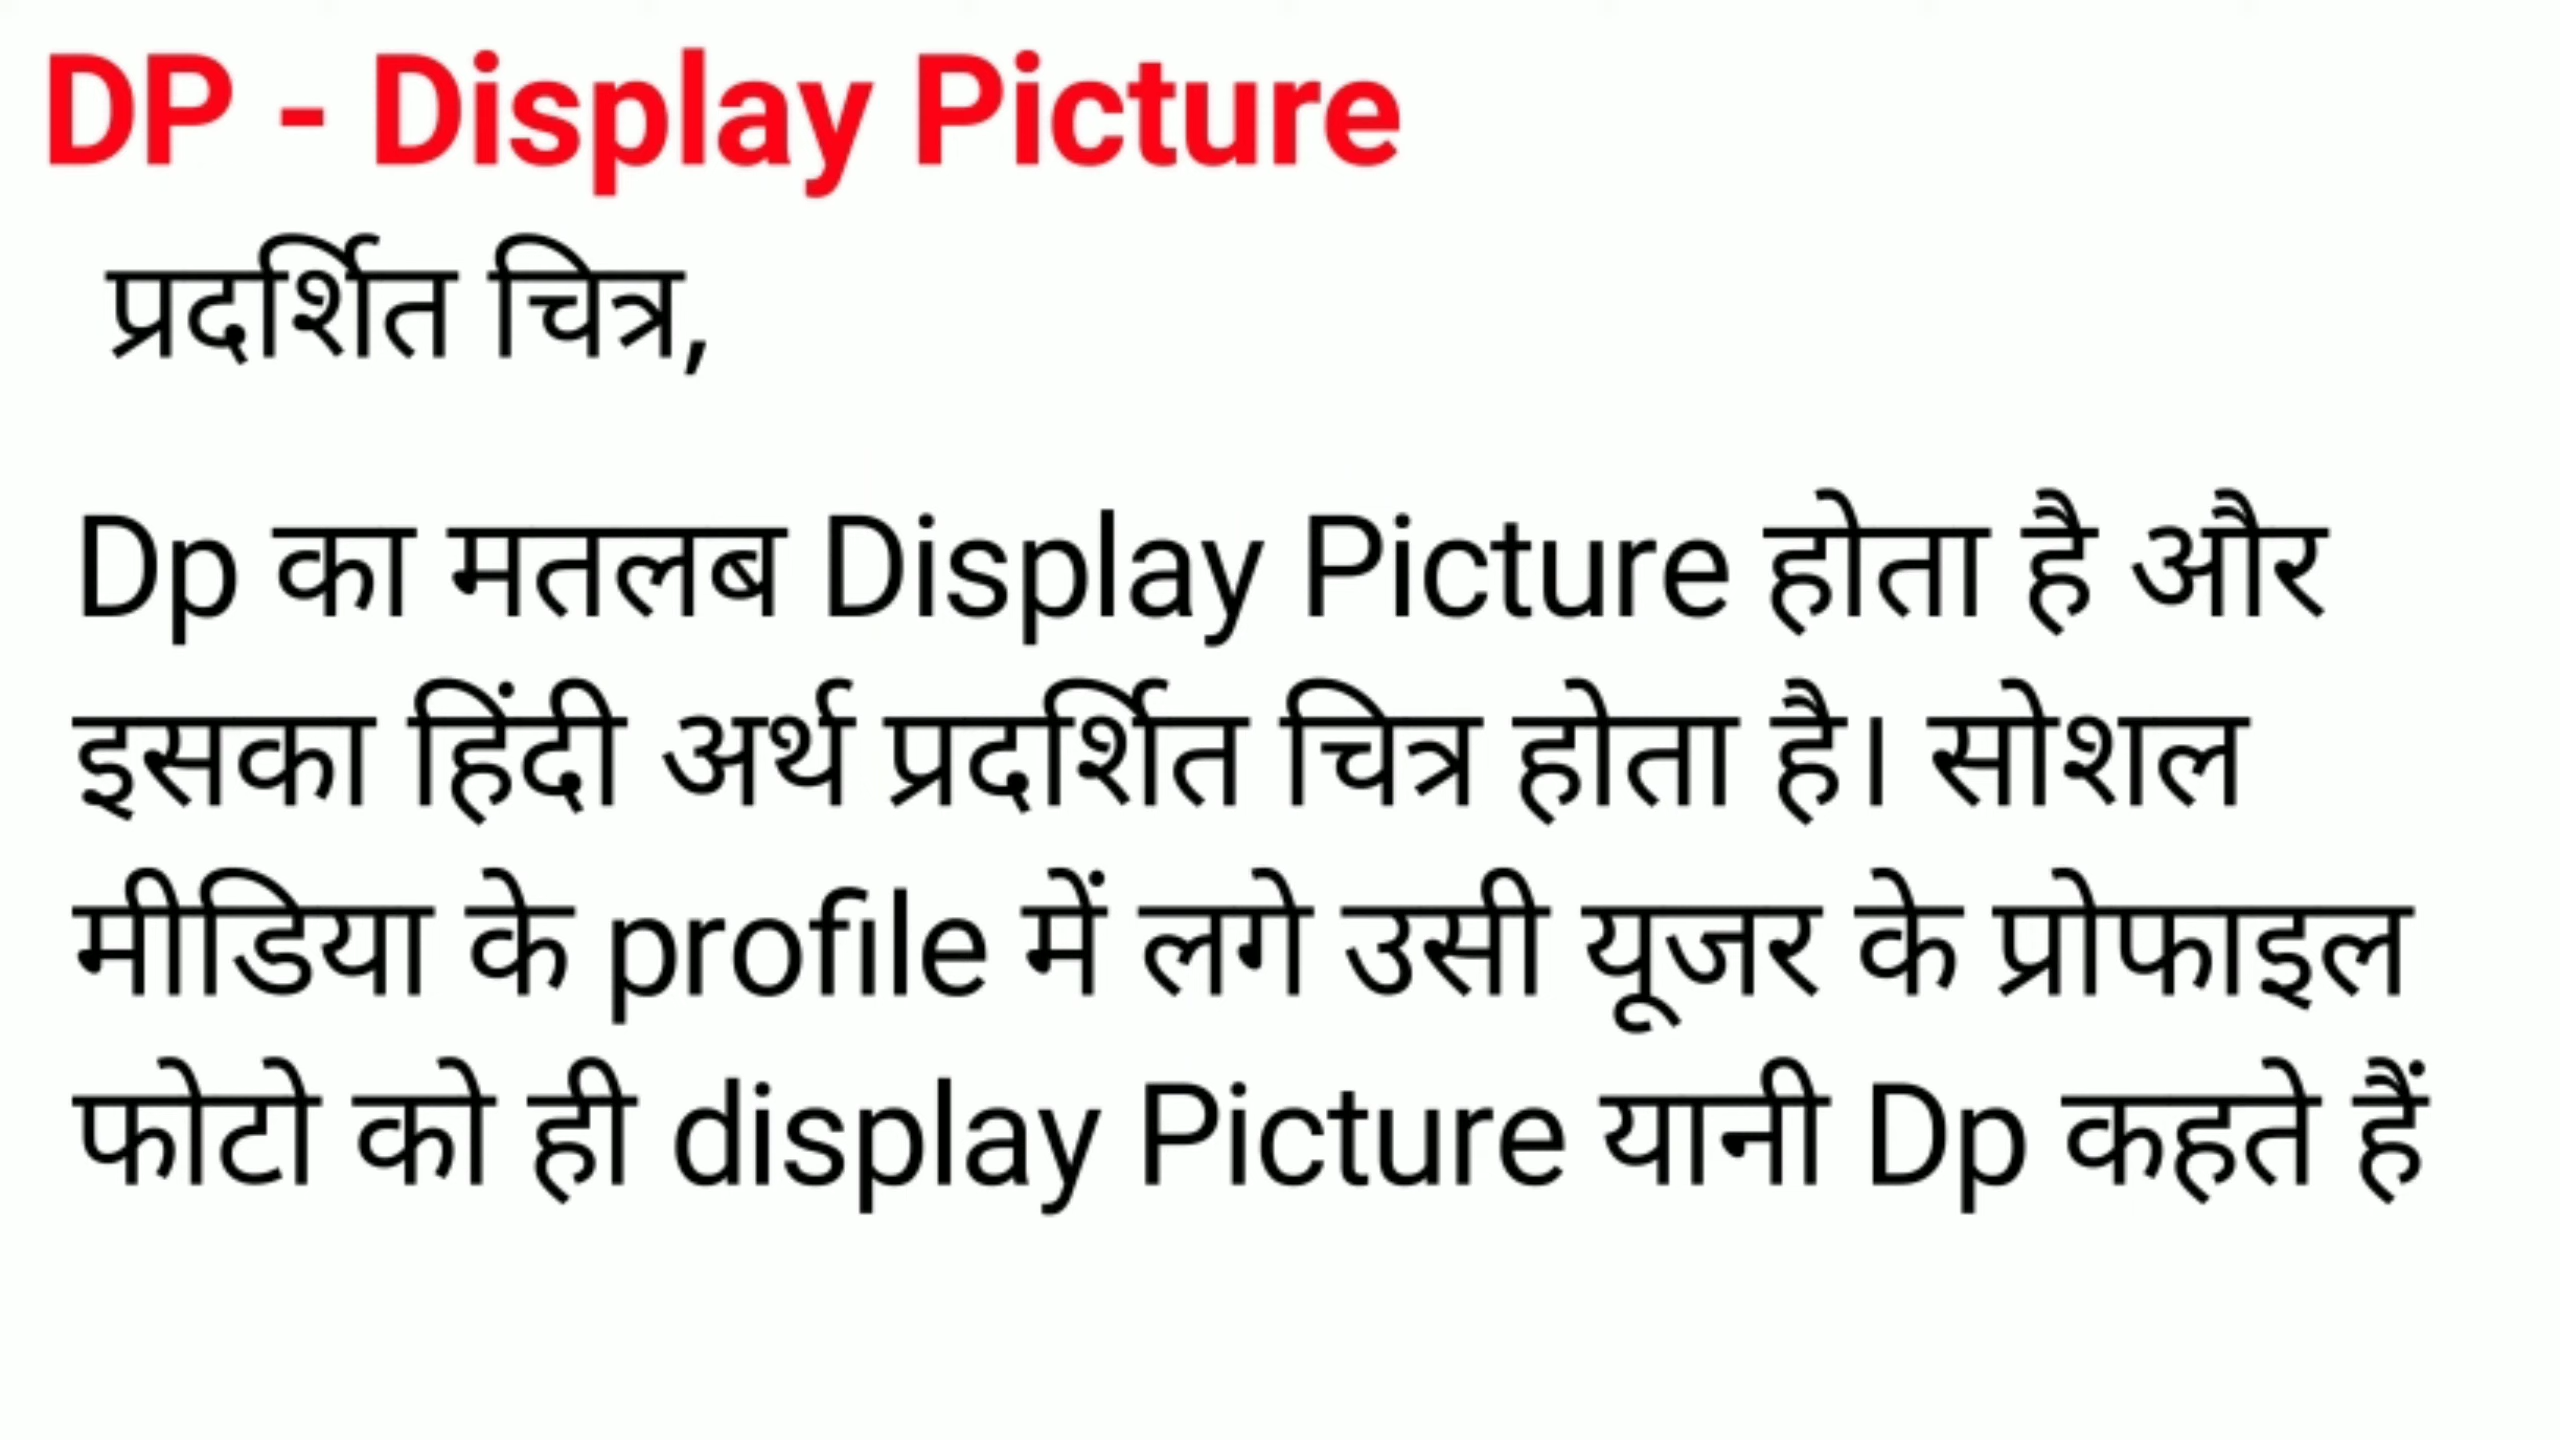 DP - Display Picture
प्रदर्शित चित्र,
Dp का मतलब Display Picture होता है और
इसका हिंदी अर्थ प्रदर्शित चित्र होता है। सोशल
मीडिया के profile में लगे उसी यूजर के प्रोफाइल
फोटो को ही display Picture यानी Dp कहते हैं